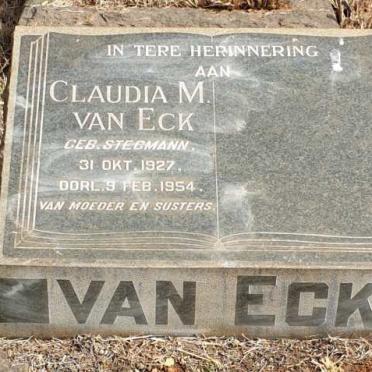 IN TERE HERINNERING
AAN
CLAUDIA M.
VAN ECK
GEB. STEGMANN.
31 OKT. 1927.
OORL. 9 FEB. 1954.
VAN MOEDER EN SUSTERS.
VAN ECK